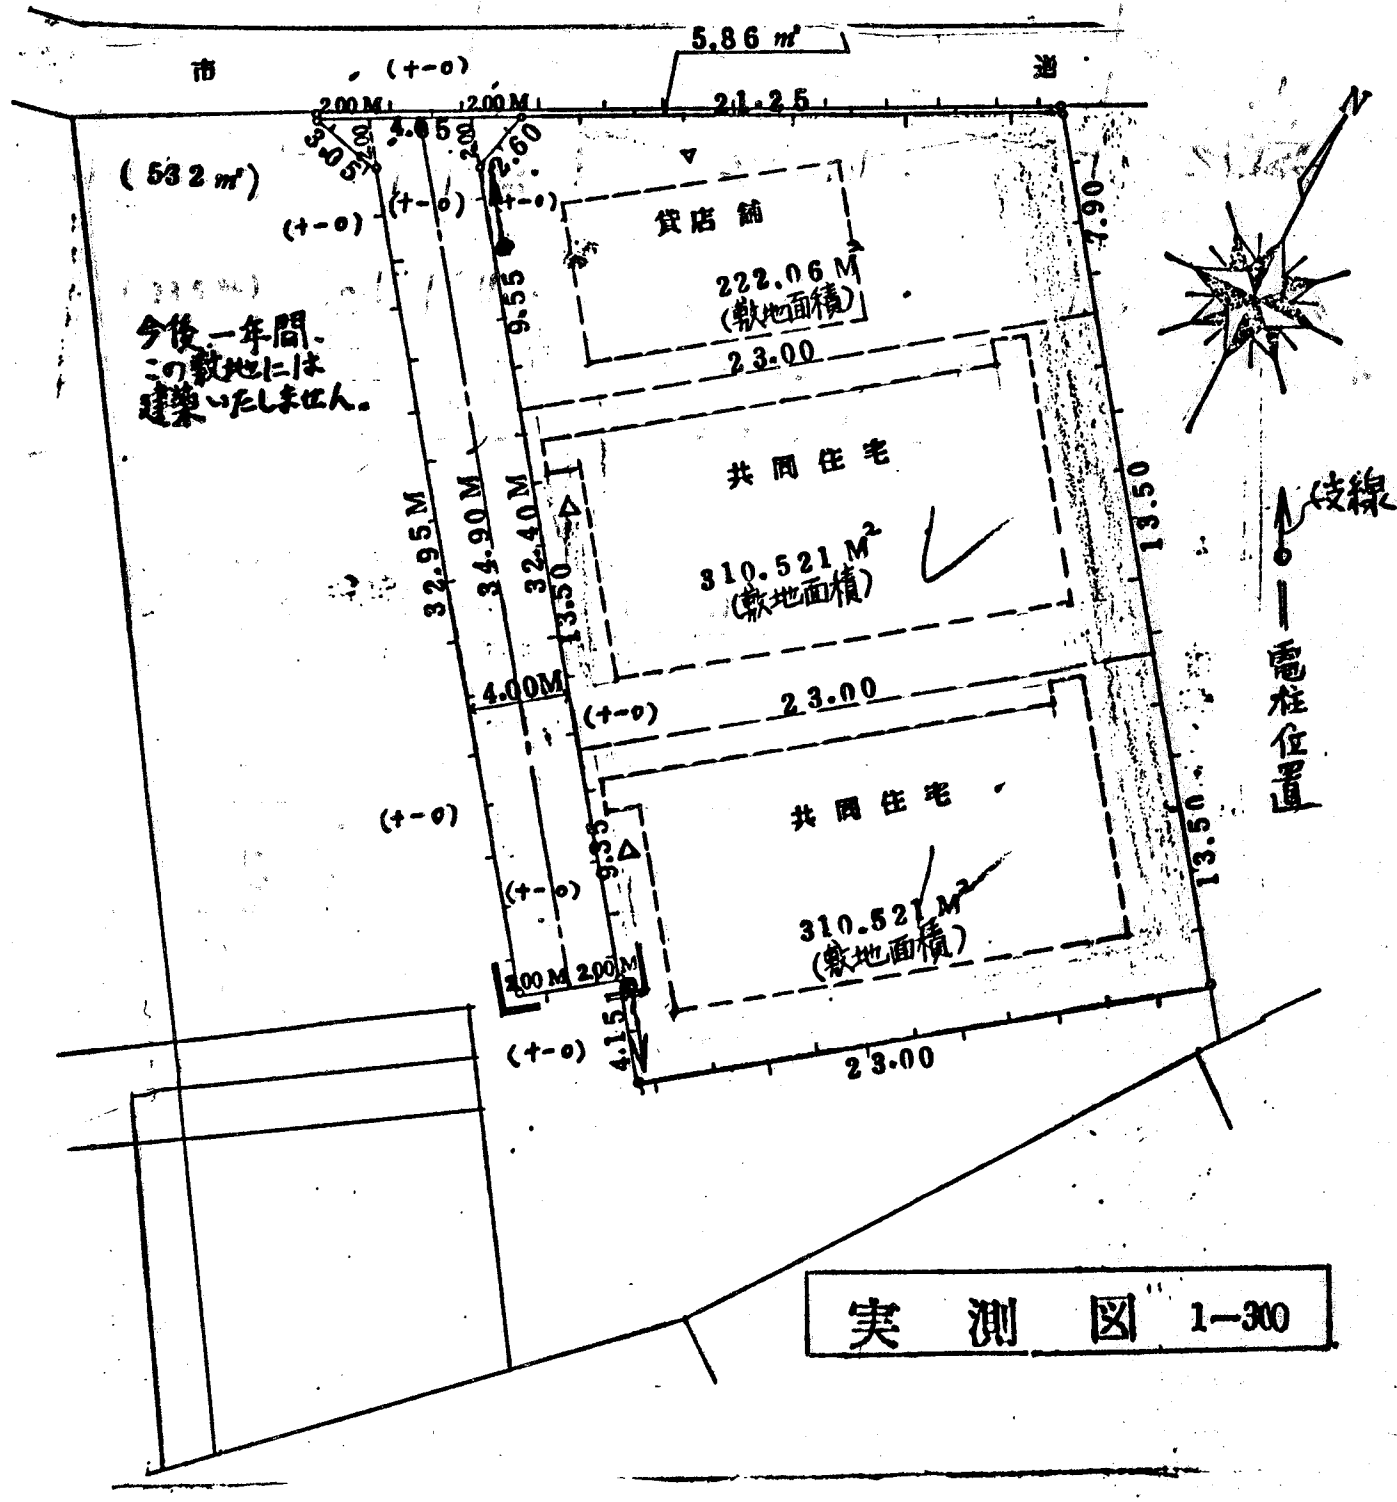 5.86 ㎡
市 道
(+-0)
2.00M 2.00M 21.25
3.05 2.00 4.65 2.00 2.60
(532㎡)
(+-0) (+-0) (+-0)
貸店舗
222.06 M
(敷地面積)
7.90
N
9.55
今後一年間、
この敷地には
建築いたしません。
23.00
共同住宅
310.521 M²
(敷地面積)
13.50
32.95M
34.90M
32.40M
13.50
支線
電柱位置
4.00M
(+-0)
23.00
共同住宅
310.521 M²
(敷地面積)
13.50
(+-0)
9.35
(+-0)
2.00M 2.00M
4.15
(+-0)
23.00
実測図 1-300